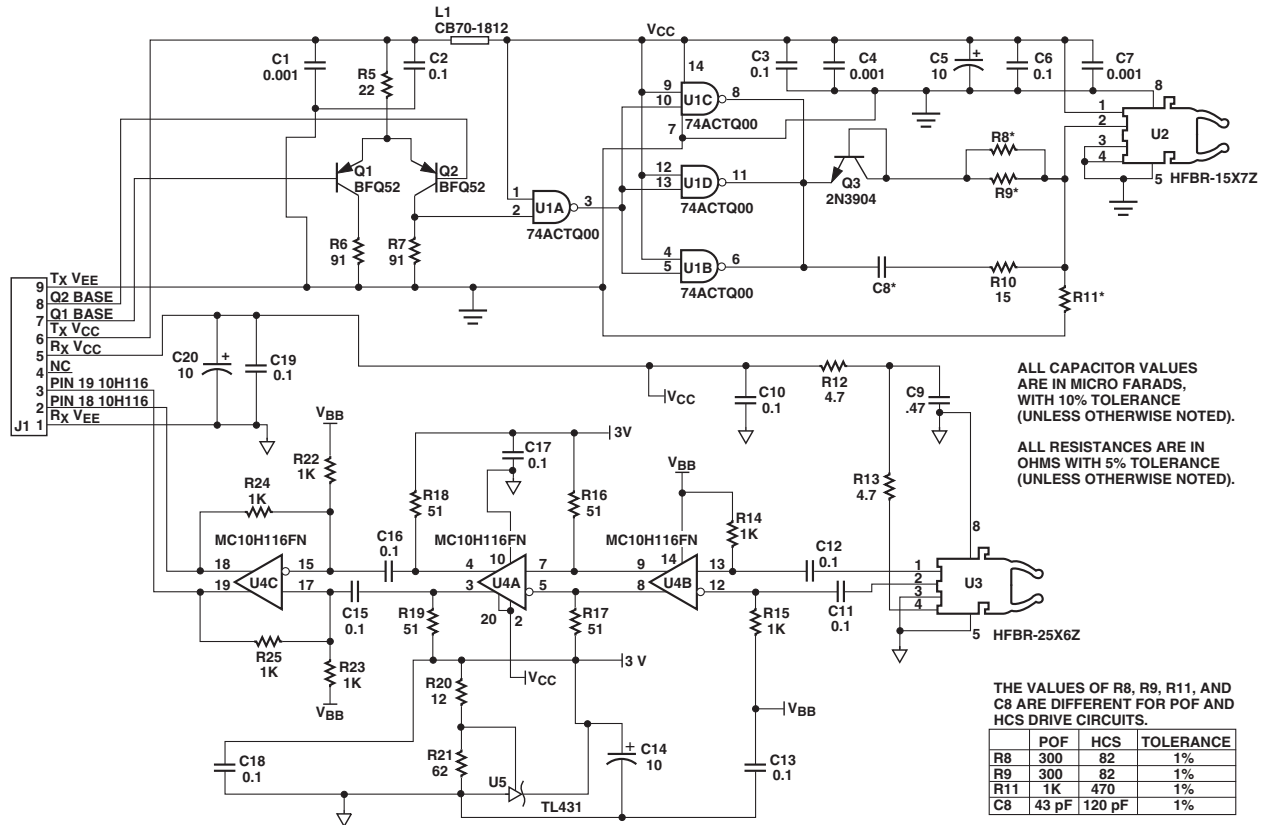 L1
CB70-1812
VCC
C1
0.001
R5
22
C2
0.1
C3
0.1
C4
0.001
C5
10
+
C6
0.1
C7
0.001
14
9
10
U1C
8
74ACTQ00
7
8
1
2
3
4
5
U2
HFBR-15X7Z
Q1
BFQ52
Q2
BFQ52
1
2
U1A
3
74ACTQ00
12
13
U1D
11
74ACTQ00
Q3
2N3904
R8*
R9*
R6
91
R7
91
4
5
U1B
6
74ACTQ00
C8*
R10
15
R11*
9 TX VEE
8 Q2 BASE
7 Q1 BASE
6 TX VCC
5 RX VCC
4 NC
3 PIN 19 10H116
2 PIN 18 10H116
J1 1 RX VEE
C20
10
+
C19
0.1
VCC
C10
0.1
R12
4.7
C9
.47
ALL CAPACITOR VALUES
ARE IN MICRO FARADS,
WITH 10% TOLERANCE
(UNLESS OTHERWISE NOTED).
ALL RESISTANCES ARE IN
OHMS WITH 5% TOLERANCE
(UNLESS OTHERWISE NOTED).
VBB
R22
1K
R24
1K
C17
0.1
3V
R18
51
R16
51
VBB
R14
1K
R13
4.7
MC10H116FN
18
19
U4C
15
17
C16
0.1
MC10H116FN
4
3
10
U4A
7
5
20
2
MC10H116FN
9
8
14
U4B
13
12
C12
0.1
8
1
2
3
4
5
U3
HFBR-25X6Z
C15
0.1
R19
51
R17
51
R15
1K
C11
0.1
R25
1K
R23
1K
VBB
VCC
3 V
R20
12
VBB
C18
0.1
R21
62
U5
TL431
+
C14
10
C13
0.1
THE VALUES OF R8, R9, R11, AND
C8 ARE DIFFERENT FOR POF AND
HCS DRIVE CIRCUITS.
POF HCS TOLERANCE
R8 300 82 1%
R9 300 82 1%
R11 1K 470 1%
C8 43 pF 120 pF 1%